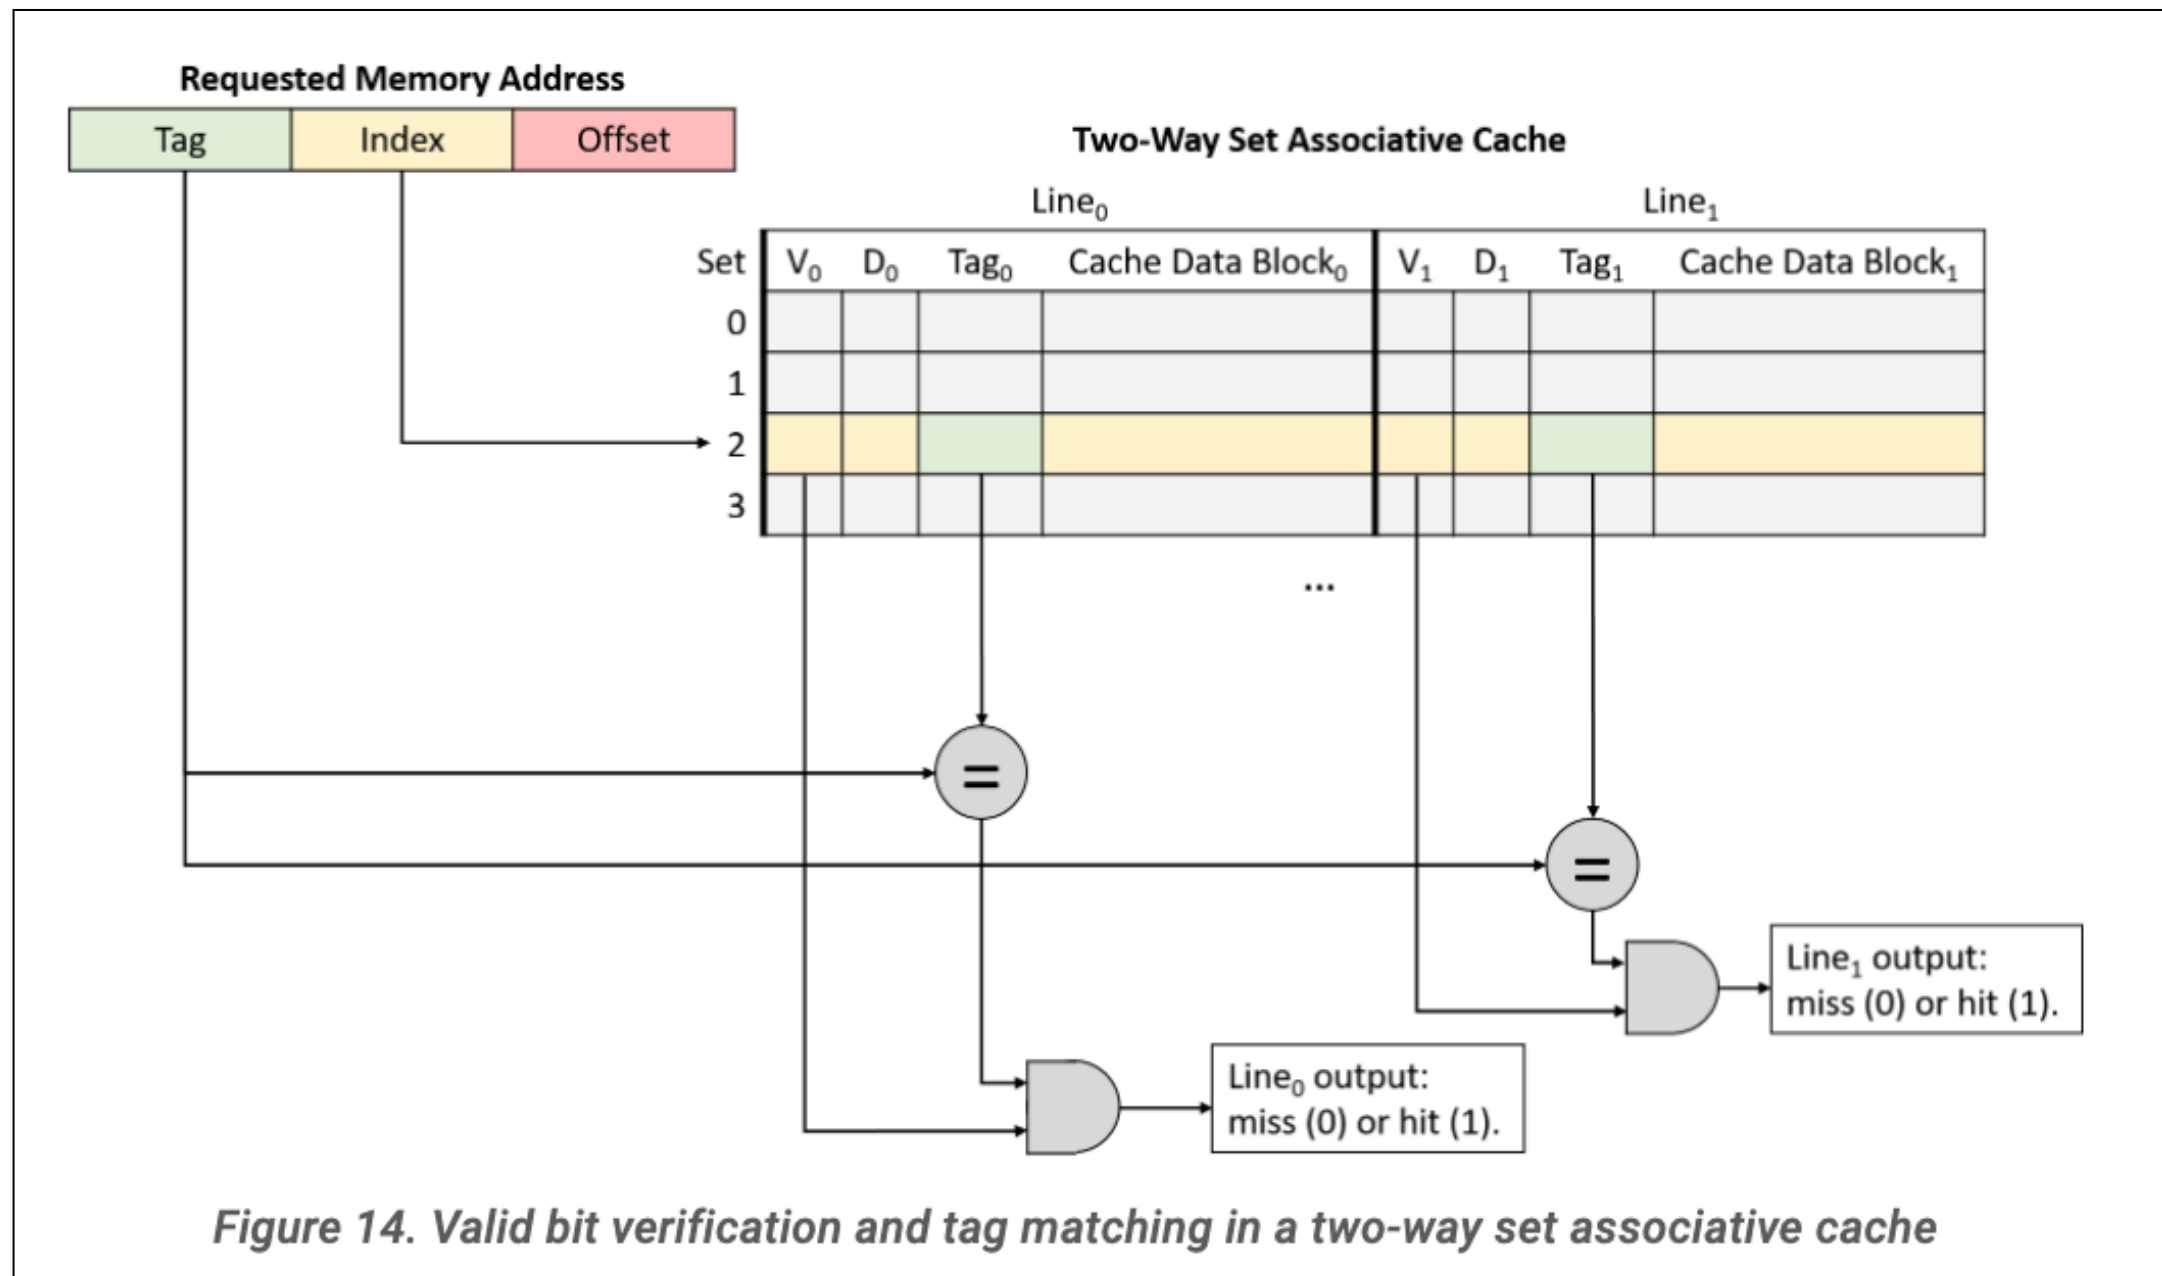 Requested Memory Address
Tag Index Offset
Two-Way Set Associative Cache
Line₀ Line₁
Set V₀ D₀ Tag₀ Cache Data Block₀ V₁ D₁ Tag₁ Cache Data Block₁
0
1
2
3
...
=
=
Line₁ output:
miss (0) or hit (1).
Line₀ output:
miss (0) or hit (1).
Figure 14. Valid bit verification and tag matching in a two-way set associative cache